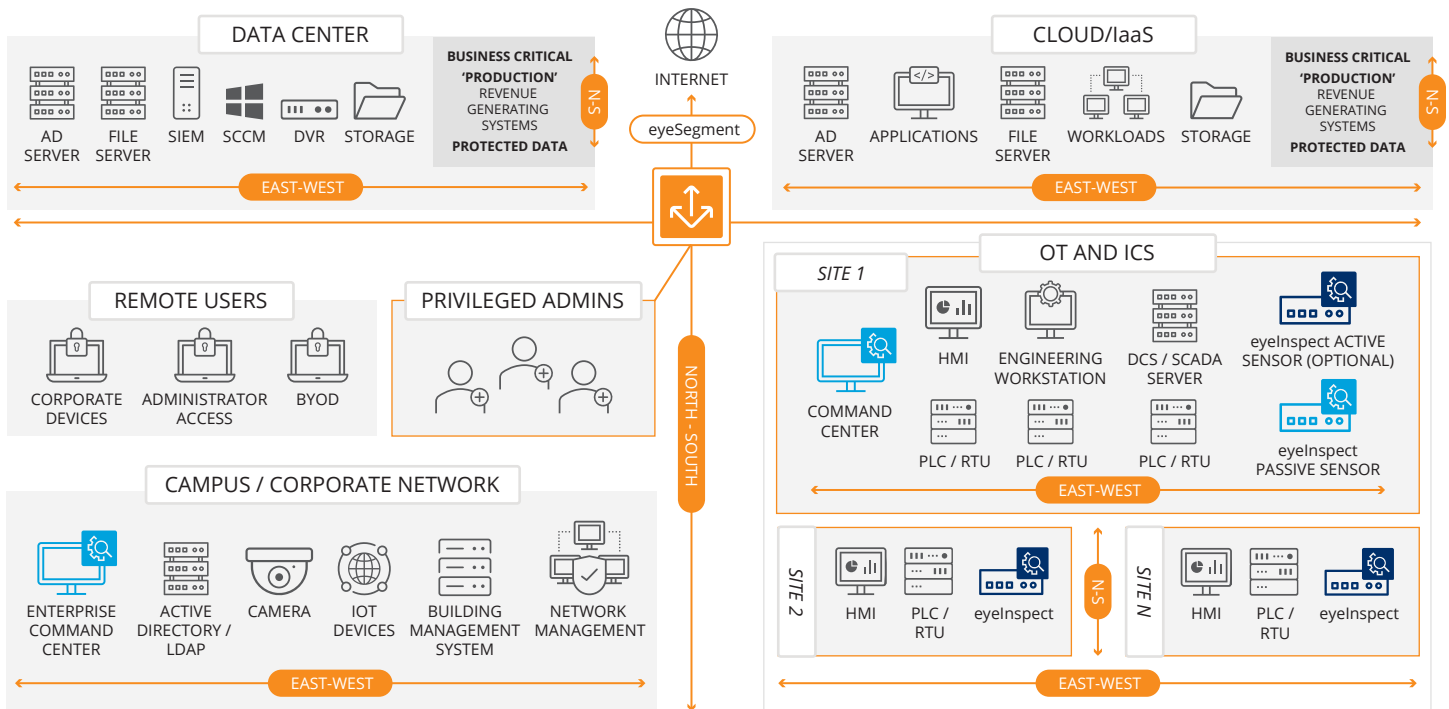 DATA CENTER
AD
SERVER
FILE
SERVER
SIEM
SCCM
DVR
STORAGE
BUSINESS CRITICAL
'PRODUCTION'
REVENUE
GENERATING
SYSTEMS
PROTECTED DATA
N-S
EAST-WEST
INTERNET
eyeSegment
CLOUD/IaaS
AD
SERVER
</>
APPLICATIONS
FILE
SERVER
WORKLOADS
STORAGE
BUSINESS CRITICAL
'PRODUCTION'
REVENUE
GENERATING
SYSTEMS
PROTECTED DATA
N-S
EAST-WEST
REMOTE USERS
CORPORATE
DEVICES
ADMINISTRATOR
ACCESS
BYOD
PRIVILEGED ADMINS
NORTH - SOUTH
CAMPUS / CORPORATE NETWORK
ENTERPRISE
COMMAND
CENTER
ACTIVE
DIRECTORY /
LDAP
CAMERA
IOT
DEVICES
BUILDING
MANAGEMENT
SYSTEM
NETWORK
MANAGEMENT
EAST-WEST
OT AND ICS
SITE 1
COMMAND
CENTER
HMI
ENGINEERING
WORKSTATION
DCS / SCADA
SERVER
eyeInspect ACTIVE
SENSOR (OPTIONAL)
PLC / RTU
PLC / RTU
PLC / RTU
eyeInspect
PASSIVE SENSOR
EAST-WEST
SITE 2
HMI
PLC /
RTU
eyeInspect
N-S
SITE N
HMI
PLC /
RTU
eyeInspect
EAST-WEST